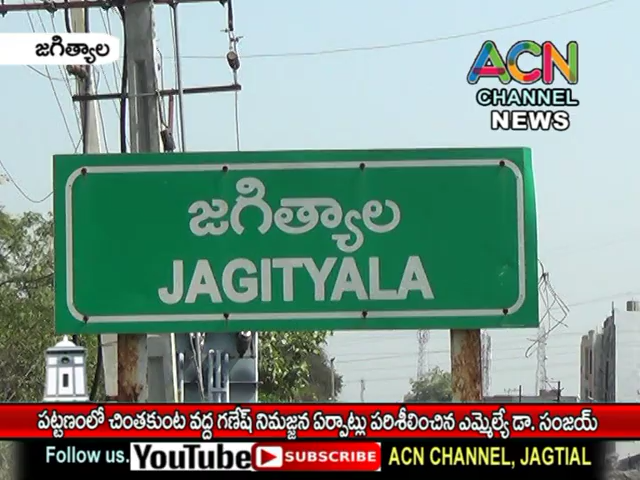 జగిత్యాల
ACN
CHANNEL
NEWS
జగిత్యాల
JAGITYALA
పట్టణంలో చింతకుంట వద్ద గణేష్ నిమజ్జన ఏర్పాట్లు పరిశీలించిన ఎమ్మెల్యే డా. సంజయ్
Follow us. YouTube SUBSCRIBE ACN CHANNEL, JAGTIAL